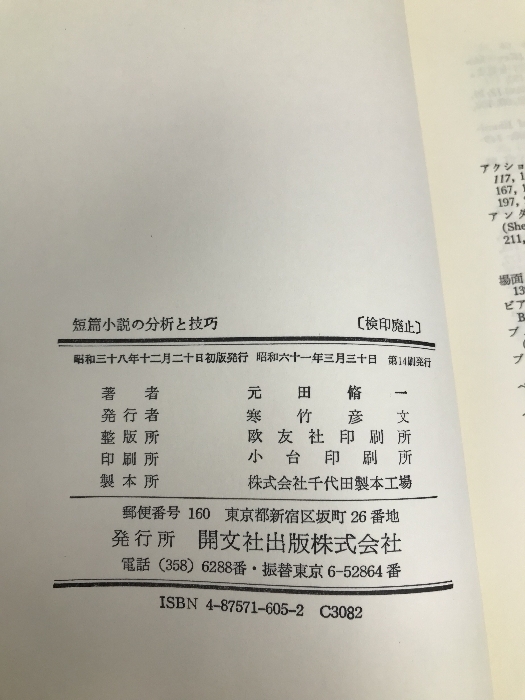 短篇小説の分析と技巧 〔検印廃止〕
昭和三十八年十二月二十日初版発行 昭和六十一年三月三十日 第14刷発行
著者 元田脩一
発行者 寒竹彦文
整版所 欧友社印刷所
印刷所 小台印刷所
製本所 株式会社千代田製本工場
郵便番号 160 東京都新宿区坂町 26 番地
発行所 開文社出版株式会社
電話 (358) 6288番・振替東京 6-52864 番
ISBN 4-87571-605-2 C3082
アクショ
117, 1
167, 1
197,
アンダ
(She
211,
場面
13
ピア
B
プ
(
プ